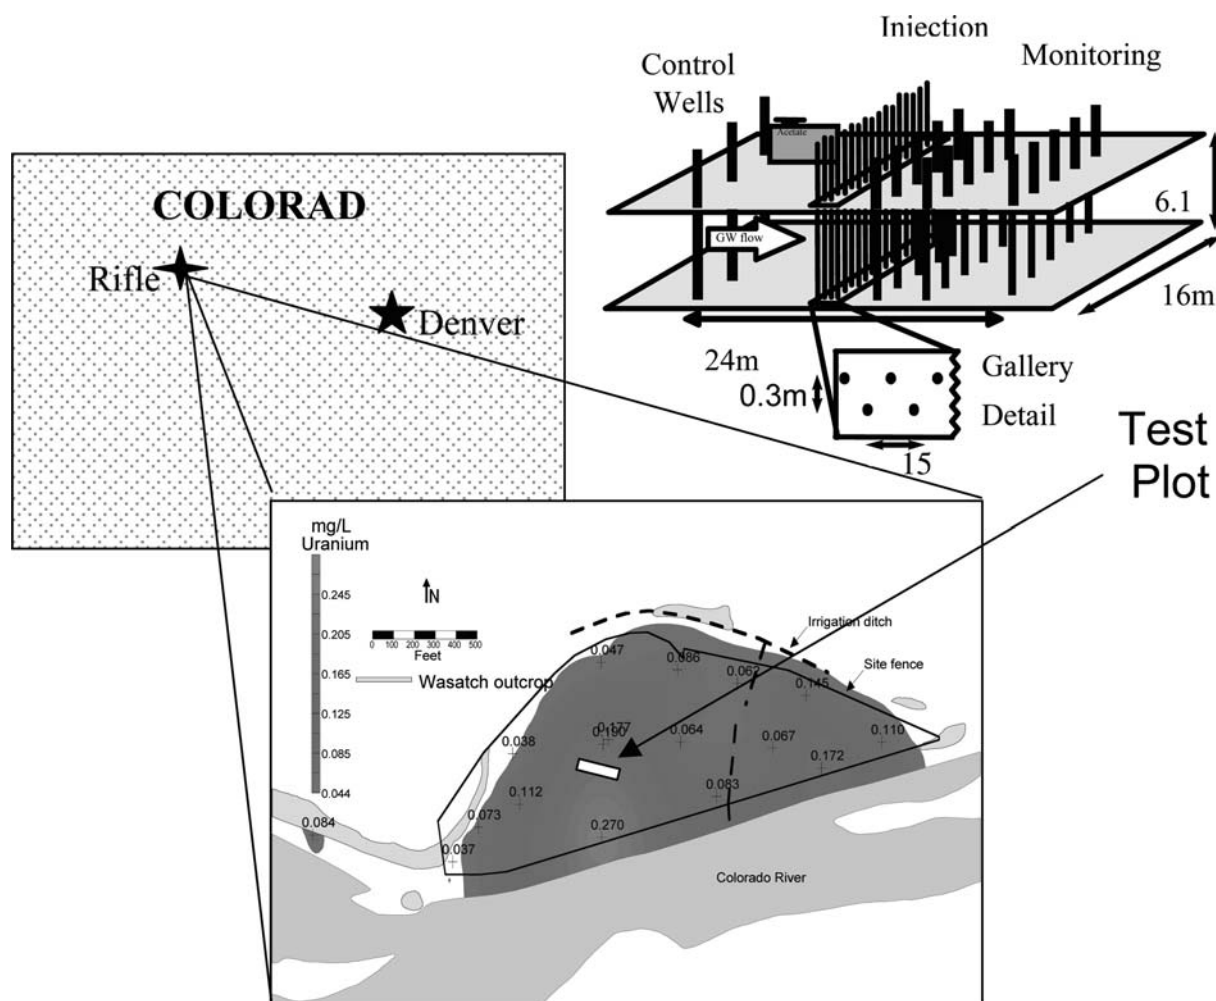 Injection
Control
Wells
Monitoring
Acetate
COLORAD
6.1
GW flow
Rifle
16m
Denver
24m
Gallery
0.3m
Detail
15
Test
Plot
mg/L
Uranium
0.245
N
0.205
Irrigation ditch
0 100 200 300 400 500
Feet
0.047
0.086
0.062
Site fence
0.165
Wasatch outcrop
0.145
0.125
0.177
0.190
0.064
0.110
0.038
0.067
0.085
0.172
0.083
0.044
0.112
0.084
0.073
0.270
0.037
Colorado River